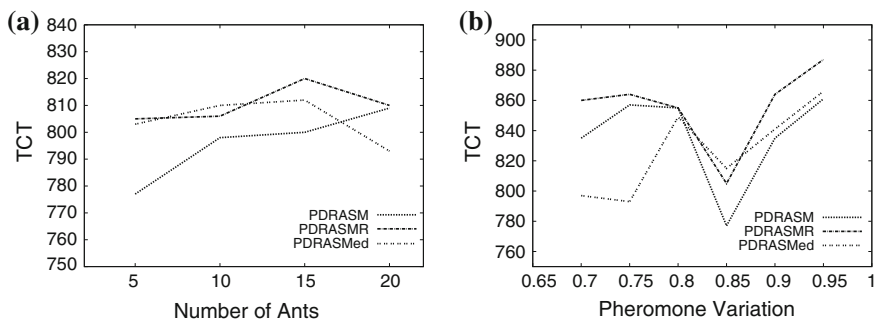 (a)
840
830
820
810
800
790
780
770
760
750
TCT
PDRASM
PDRASMR
PDRASMed
5 10 15 20
Number of Ants
(b)
900
880
860
840
820
800
780
760
TCT
PDRASM
PDRASMR
PDRASMed
0.65 0.7 0.75 0.8 0.85 0.9 0.95 1
Pheromone Variation